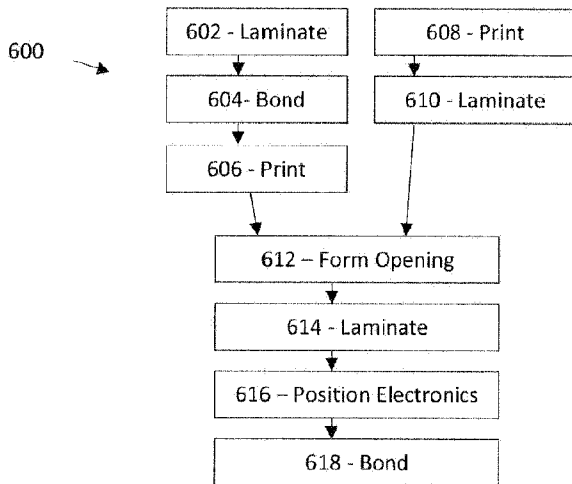 600
602 - Laminate
604- Bond
606 - Print
608 - Print
610 - Laminate
612 – Form Opening
614 - Laminate
616 – Position Electronics
618 - Bond